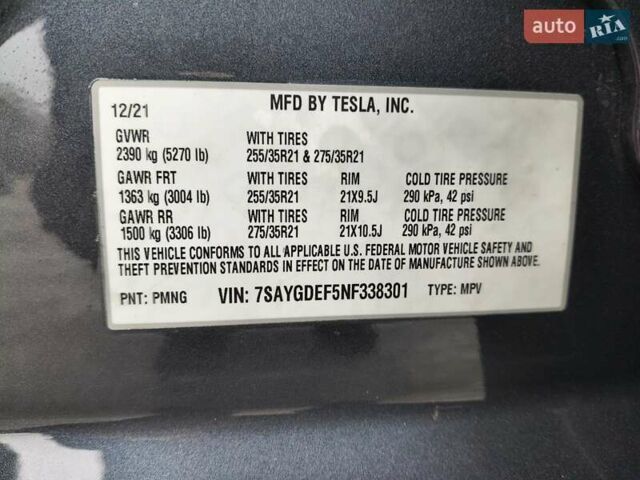 auto RIA .com
12/21 MFD BY TESLA, INC.
GVWR WITH TIRES
2390 kg (5270 lb) 255/35R21 & 275/35R21
GAWR FRT WITH TIRES RIM COLD TIRE PRESSURE
1363 kg (3004 lb) 255/35R21 21X9.5J 290 kPa, 42 psi
GAWR RR WITH TIRES RIM COLD TIRE PRESSURE
1500 kg (3306 lb) 275/35R21 21X10.5J 290 kPa, 42 psi
THIS VEHICLE CONFORMS TO ALL APPLICABLE U.S. FEDERAL MOTOR VEHICLE SAFETY AND
THEFT PREVENTION STANDARDS IN EFFECT ON THE DATE OF MANUFACTURE SHOWN ABOVE.
PNT: PMNG VIN: 7SAYGDEF5NF338301 TYPE: MPV